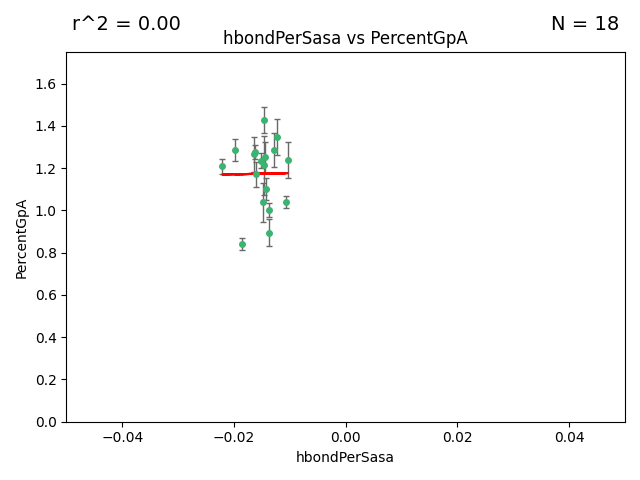 r^2 = 0.00
N = 18
hbondPerSasa vs PercentGpA
PercentGpA
1.6
1.4
1.2
1.0
0.8
0.6
0.4
0.2
0.0
−0.04
−0.02
0.00
0.02
0.04
hbondPerSasa